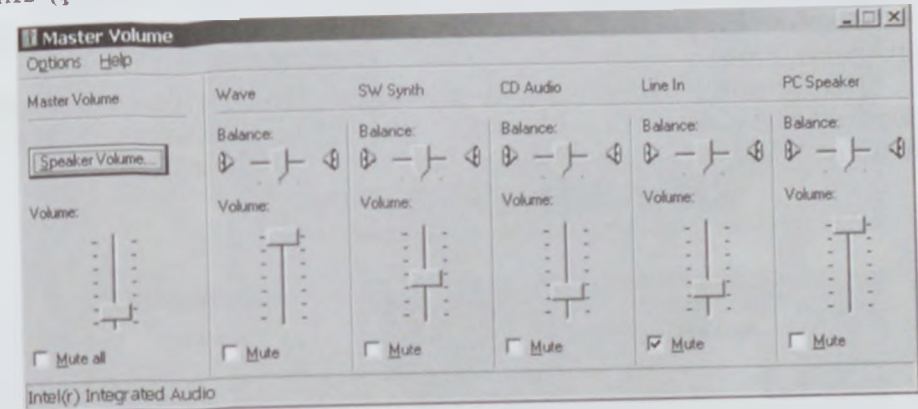 Master Volume
Options Help
Master Volume Wave SW Synth CD Audio Line In PC Speaker
Balance: Balance: Balance: Balance: Balance:
Speaker Volume...
Volume: Volume: Volume: Volume: Volume: Volume:
Mute all Mute Mute Mute Mute Mute
Intel(r) Integrated Audio